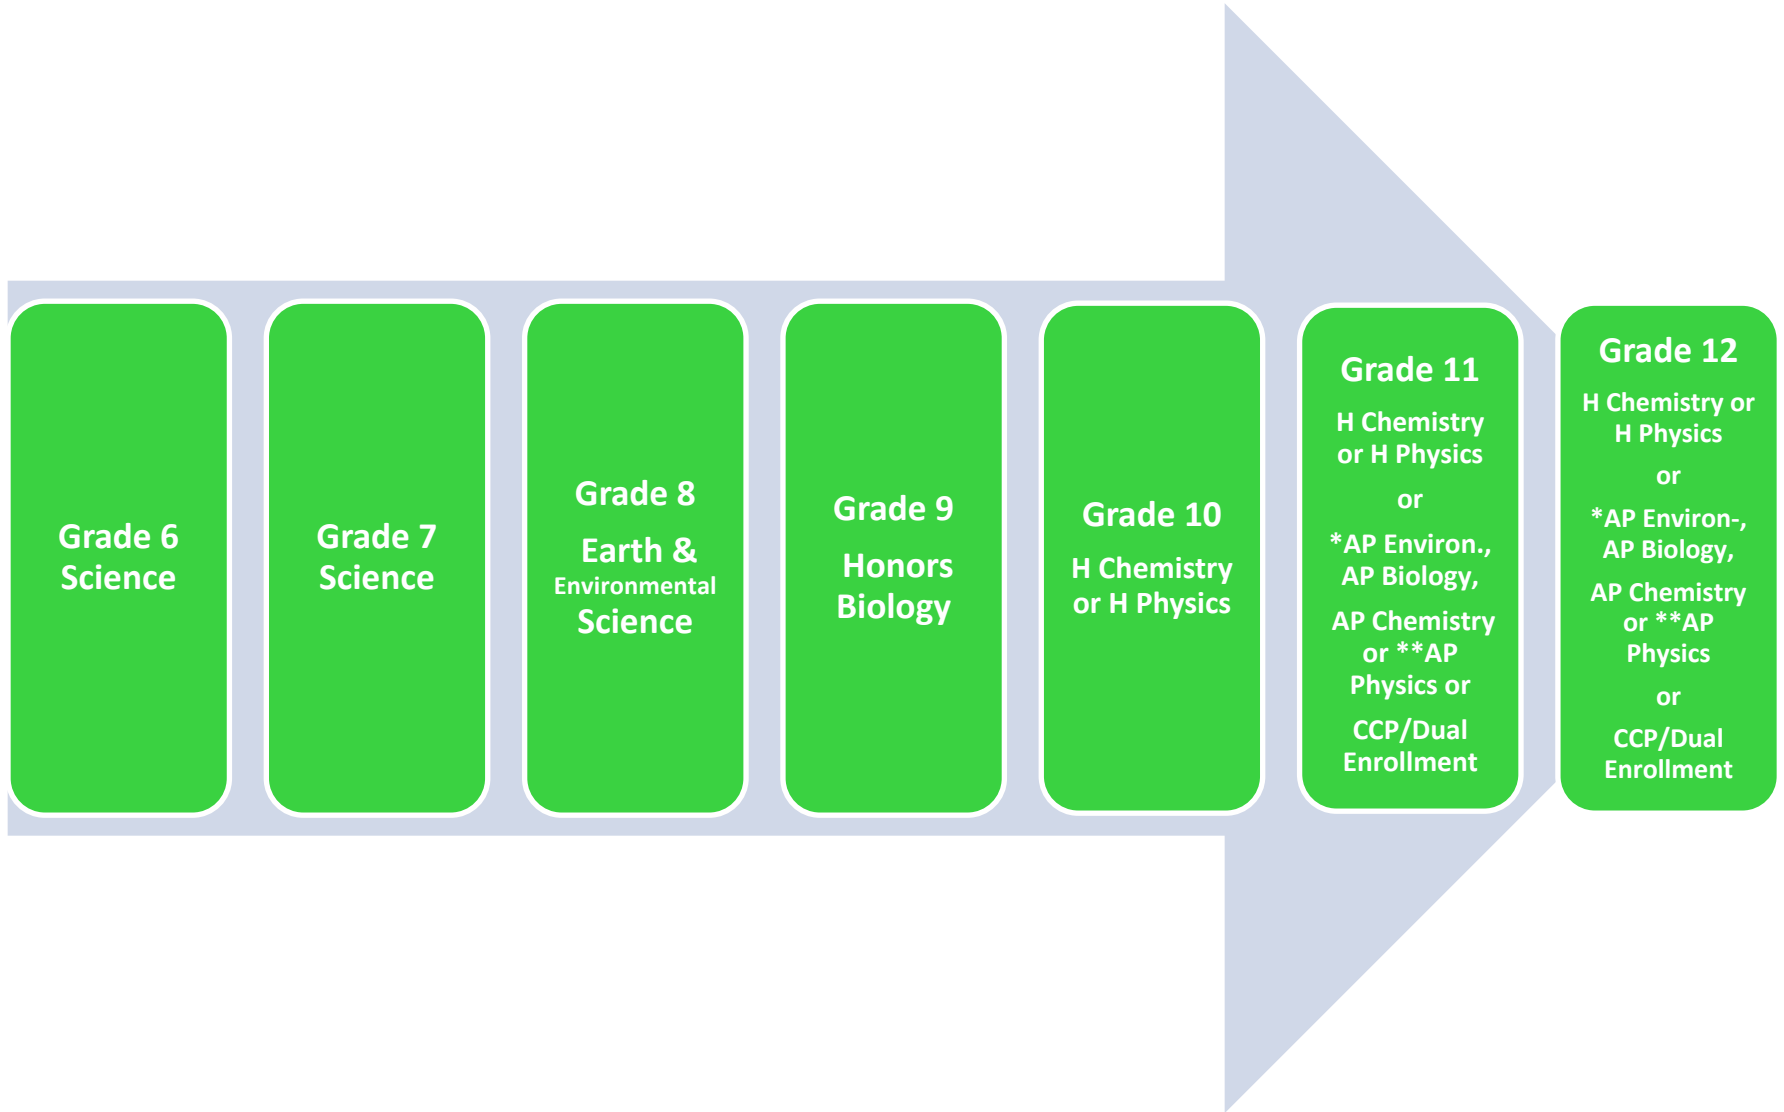 Grade 6
Science
Grade 7
Science
Grade 8
Earth &
Environmental
Science
Grade 9
Honors
Biology
Grade 10
H Chemistry
or H Physics
Grade 11
H Chemistry
or H Physics
or
*AP Environ.,
AP Biology,
AP Chemistry
or **AP
Physics or
CCP/Dual
Enrollment
Grade 12
H Chemistry or
H Physics
or
*AP Environ-,
AP Biology,
AP Chemistry
or **AP
Physics
or
CCP/Dual
Enrollment